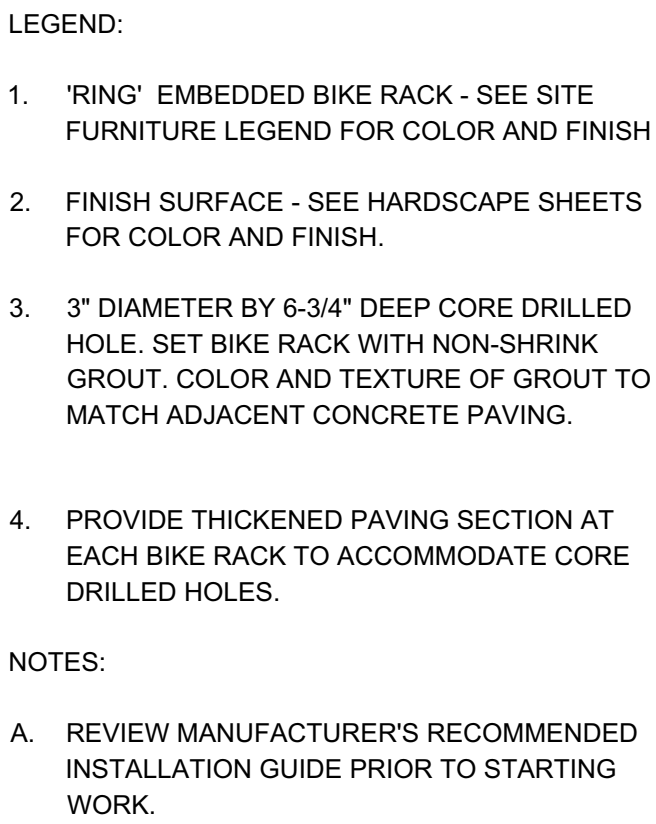 LEGEND:
1. 'RING' EMBEDDED BIKE RACK - SEE SITE
FURNITURE LEGEND FOR COLOR AND FINISH
2. FINISH SURFACE - SEE HARDSCAPE SHEETS
FOR COLOR AND FINISH.
3. 3" DIAMETER BY 6-3/4" DEEP CORE DRILLED
HOLE. SET BIKE RACK WITH NON-SHRINK
GROUT. COLOR AND TEXTURE OF GROUT TO
MATCH ADJACENT CONCRETE PAVING.
4. PROVIDE THICKENED PAVING SECTION AT
EACH BIKE RACK TO ACCOMMODATE CORE
DRILLED HOLES.
NOTES:
A. REVIEW MANUFACTURER'S RECOMMENDED
INSTALLATION GUIDE PRIOR TO STARTING
WORK.